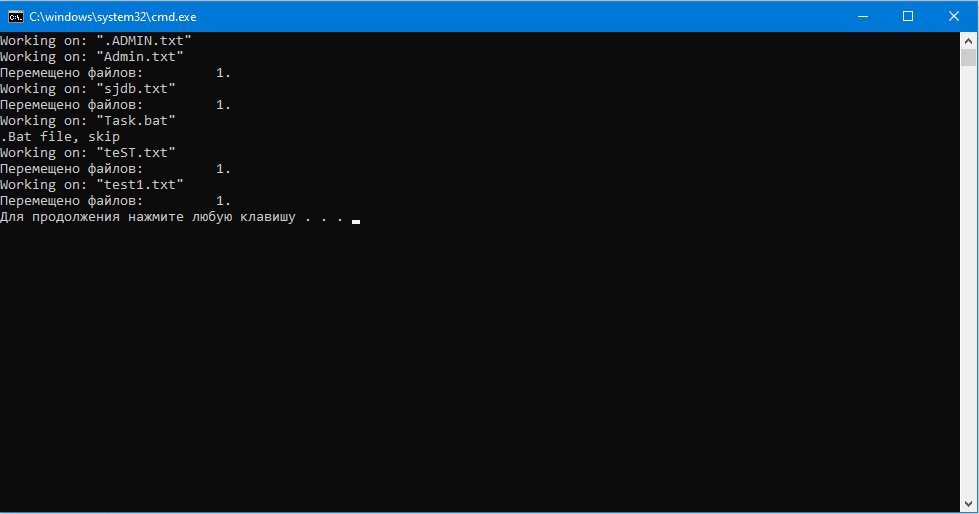 C:\windows\system32\cmd.exe
Working on: ".ADMIN.txt"
Working on: "Admin.txt"
Перемещено файлов:         1.
Working on: "sjdb.txt"
Перемещено файлов:         1.
Working on: "Task.bat"
.Bat file, skip
Working on: "teST.txt"
Перемещено файлов:         1.
Working on: "test1.txt"
Перемещено файлов:         1.
Для продолжения нажмите любую клавишу . . .